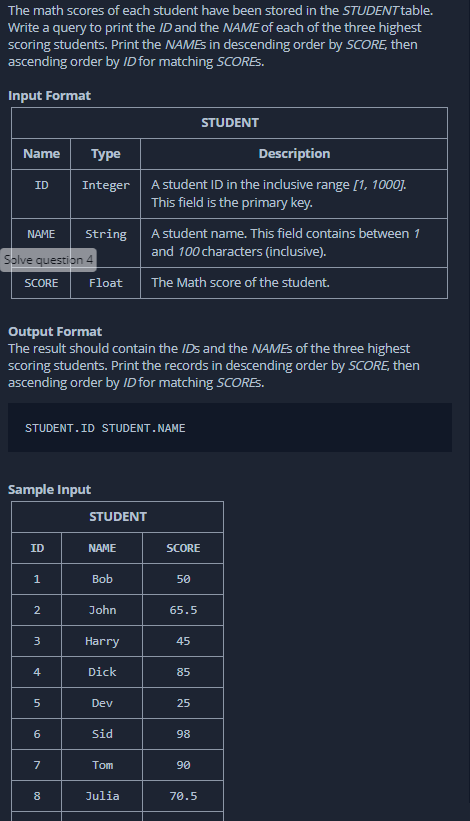 The math scores of each student have been stored in the STUDENT table.
Write a query to print the ID and the NAME of each of the three highest
scoring students. Print the NAMEs in descending order by SCORE, then
ascending order by ID for matching SCOREs.
Input Format
STUDENT
Name Type Description
ID Integer A student ID in the inclusive range [1, 1000].
This field is the primary key.
NAME String A student name. This field contains between 1
and 100 characters (inclusive).
Solve question 4
SCORE Float The Math score of the student.
Output Format
The result should contain the IDs and the NAMEs of the three highest
scoring students. Print the records in descending order by SCORE, then
ascending order by ID for matching SCOREs.
STUDENT.ID STUDENT.NAME
Sample Input
STUDENT
ID NAME SCORE
1 Bob 50
2 John 65.5
3 Harry 45
4 Dick 85
5 Dev 25
6 Sid 98
7 Tom 90
8 Julia 70.5